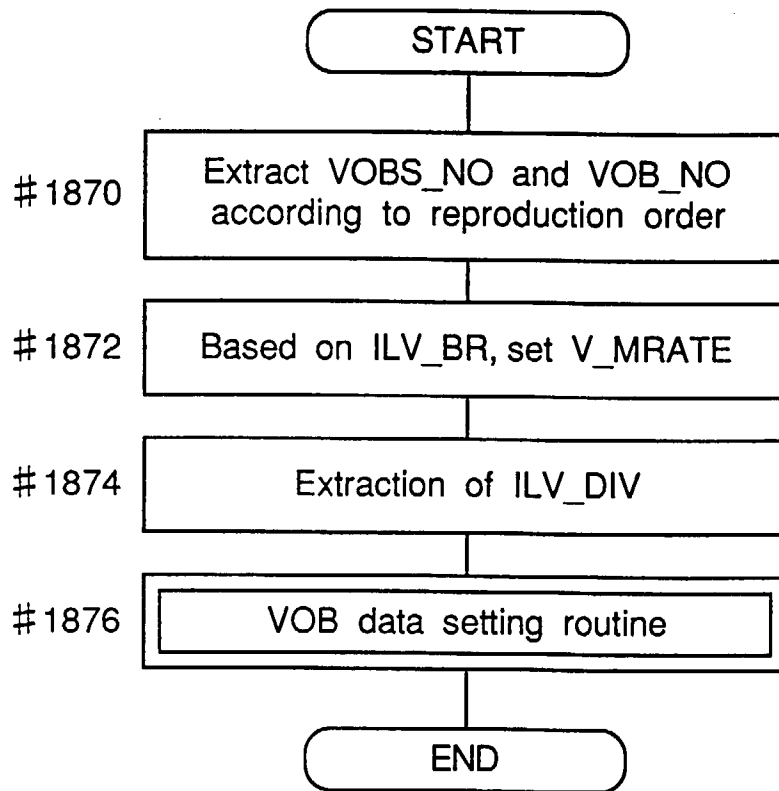 START
#1870
Extract VOBS_NO and VOB_NO
according to reproduction order
#1872
Based on ILV_BR, set V_MRATE
#1874
Extraction of ILV_DIV
#1876
VOB data setting routine
END